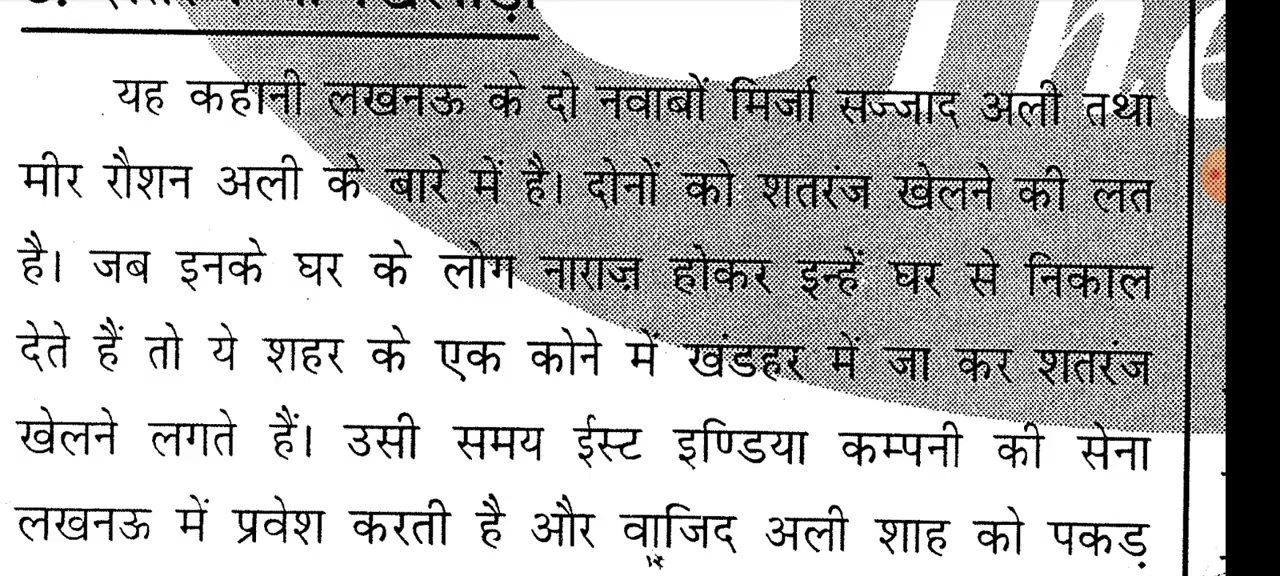 यह कहानी लखनऊ के दो नवाबों मिर्जा सज्जाद अली तथा
मीर रौशन अली के बारे में है। दोनों को शतरंज खेलने की लत
है। जब इनके घर के लोग नाराज़ होकर इन्हें घर से निकाल
देते हैं तो ये शहर के एक कोने में खंडहर में जा कर शतरंज
खेलने लगते हैं। उसी समय ईस्ट इण्डिया कम्पनी की सेना
लखनऊ में प्रवेश करती है और वाजिद अली शाह को पकड़